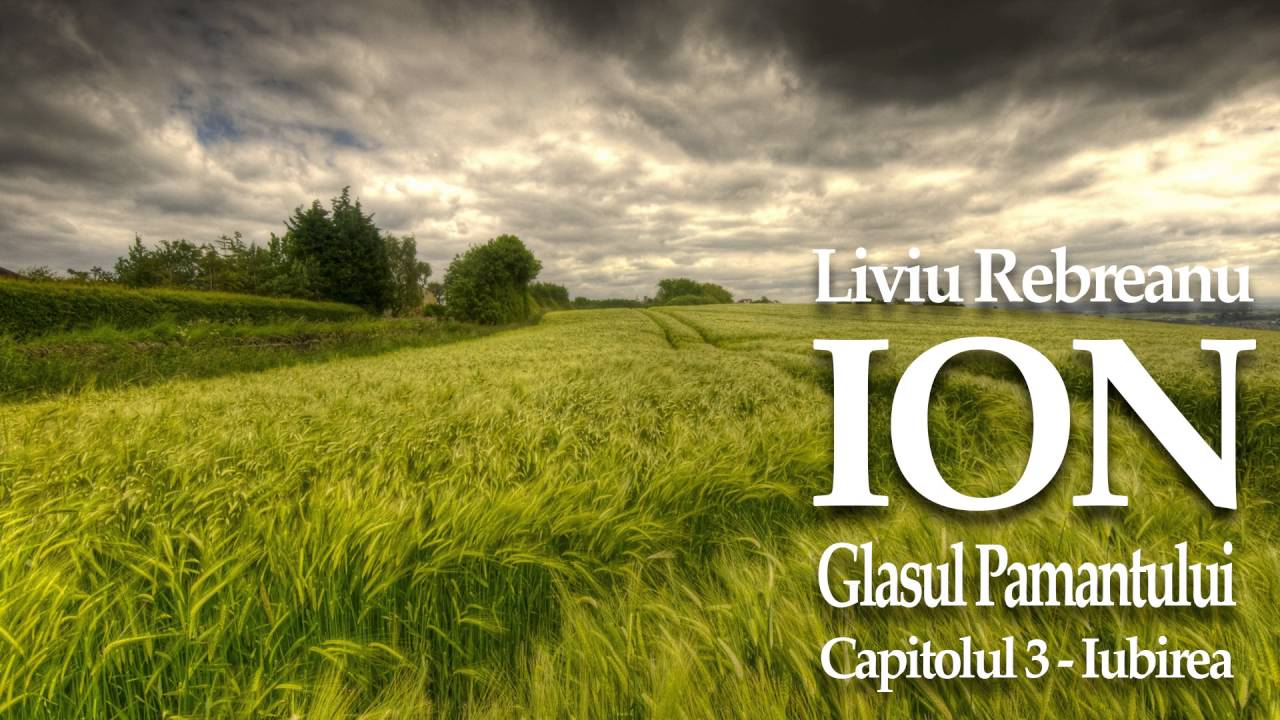 Liviu Rebreanu
ION
Glasul Pamantului
Capitolul 3 - Iubirea